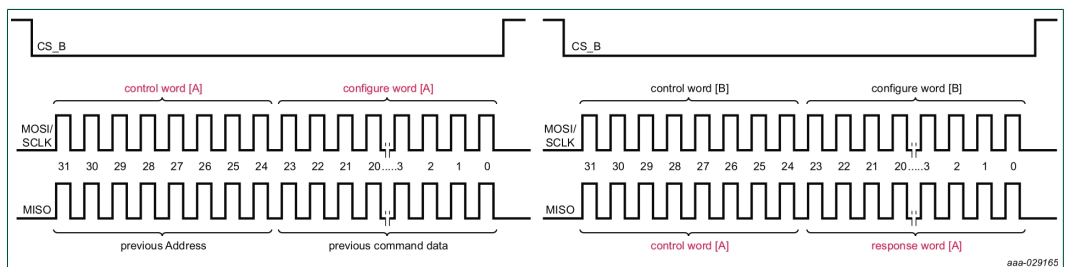 CS_B
CS_B
control word [A] configure word [A] control word [B] configure word [B]
MOSI/
SCLK
MOSI/
SCLK
31 30 29 28 27 26 25 24 23 22 21 20.....3 2 1 0
31 30 29 28 27 26 25 24 23 22 21 20.....3 2 1 0
MISO
MISO
previous Address previous command data control word [A] response word [A]
aaa-029165